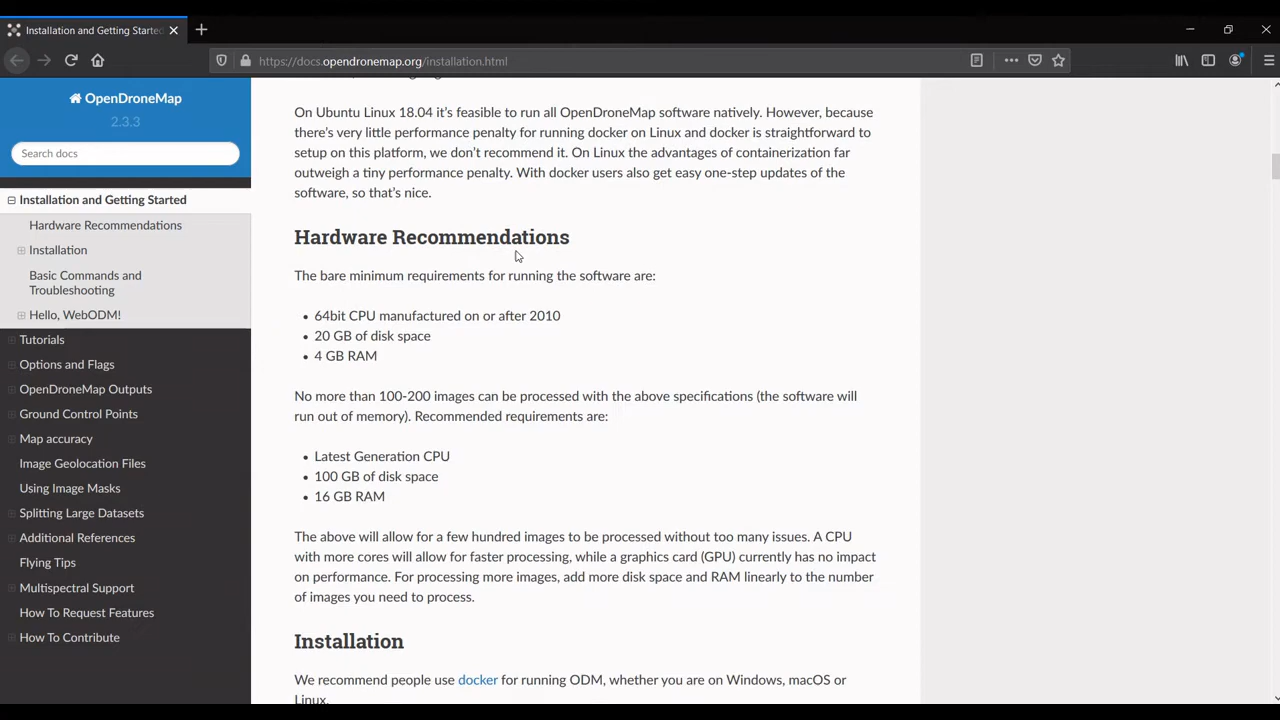 Installation and Getting Started
https://docs.opendronemap.org/installation.html
OpenDroneMap
2.3.3
Search docs
Installation and Getting Started
Hardware Recommendations
Installation
Basic Commands and
Troubleshooting
Hello, WebODM!
Tutorials
Options and Flags
OpenDroneMap Outputs
Ground Control Points
Map accuracy
Image Geolocation Files
Using Image Masks
Splitting Large Datasets
Additional References
Flying Tips
Multispectral Support
How To Request Features
How To Contribute
On Ubuntu Linux 18.04 it’s feasible to run all OpenDroneMap software natively. However, because
there’s very little performance penalty for running docker on Linux and docker is straightforward to
setup on this platform, we don’t recommend it. On Linux the advantages of containerization far
outweigh a tiny performance penalty. With docker users also get easy one-step updates of the
software, so that’s nice.
Hardware Recommendations
The bare minimum requirements for running the software are:
• 64bit CPU manufactured on or after 2010
• 20 GB of disk space
• 4 GB RAM
No more than 100-200 images can be processed with the above specifications (the software will
run out of memory). Recommended requirements are:
• Latest Generation CPU
• 100 GB of disk space
• 16 GB RAM
The above will allow for a few hundred images to be processed without too many issues. A CPU
with more cores will allow for faster processing, while a graphics card (GPU) currently has no impact
on performance. For processing more images, add more disk space and RAM linearly to the number
of images you need to process.
Installation
We recommend people use docker for running ODM, whether you are on Windows, macOS or
Linux.